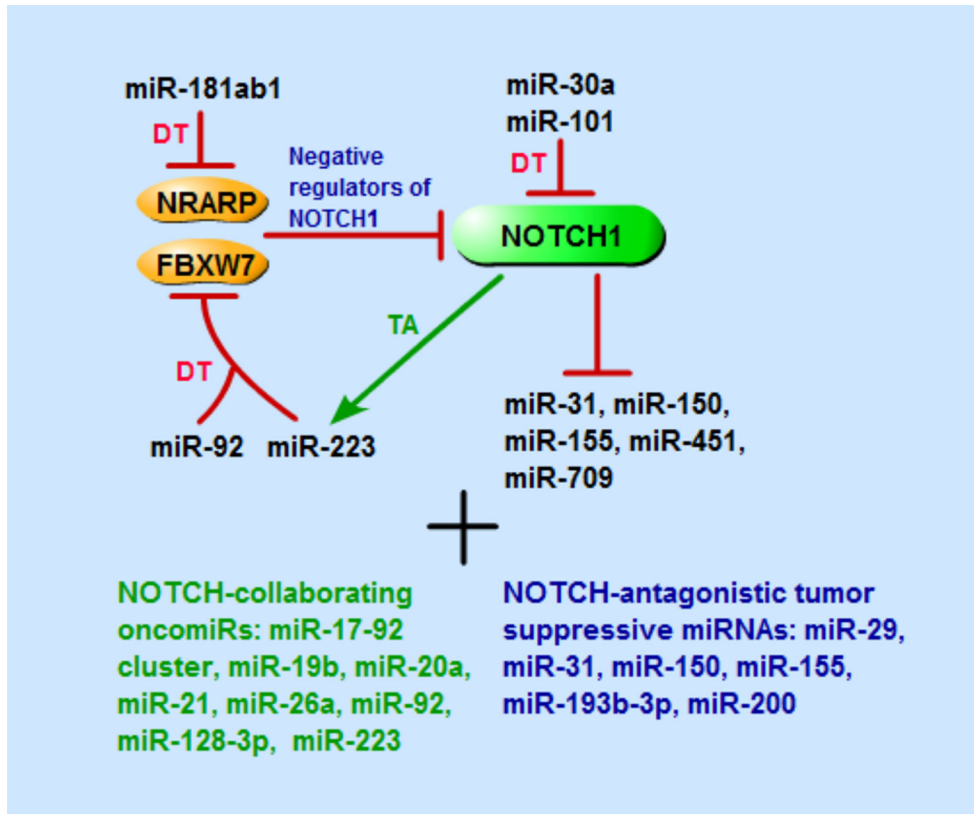 miR-181ab1
DT
NRARP
FBXW7
Negative
regulators of
NOTCH1
miR-30a
miR-101
DT
NOTCH1
TA
DT
miR-92
miR-223
miR-31, miR-150,
miR-155, miR-451,
miR-709
NOTCH-collaborating
oncomiRs: miR-17-92
cluster, miR-19b, miR-20a,
miR-21, miR-26a, miR-92,
miR-128-3p, miR-223
NOTCH-antagonistic tumor
suppressive miRNAs: miR-29,
miR-31, miR-150, miR-155,
miR-193b-3p, miR-200